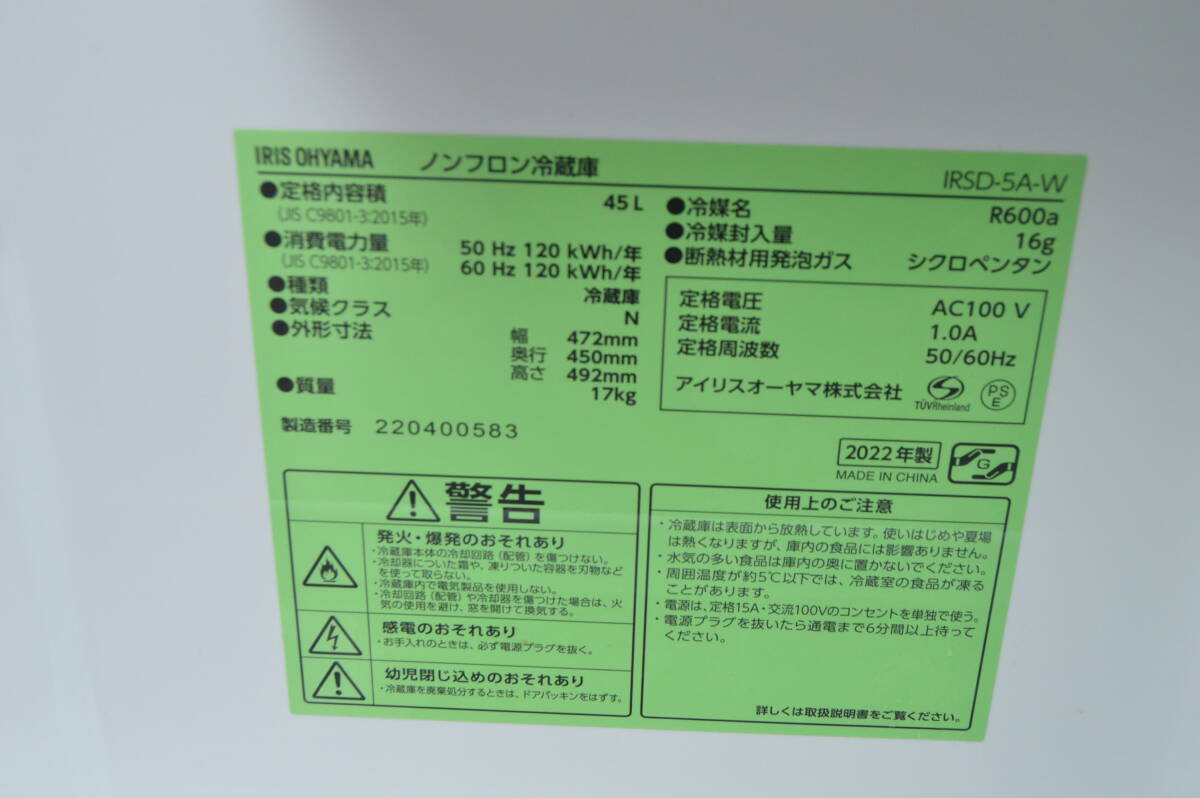 IRIS OHYAMA ノンフロン冷蔵庫 IRSD-5A-W
●定格内容積 45 L
(JIS C9801-3:2015年)
●消費電力量 50 Hz 120 kWh/年
(JIS C9801-3:2015年) 60 Hz 120 kWh/年
●種類 冷蔵庫
●気候クラス N
●外形寸法 幅 472mm
奥行 450mm
高さ 492mm
●質量 17kg
製造番号 220400583
●冷媒名 R600a
●冷媒封入量 16g
●断熱材用発泡ガス シクロペンタン
定格電圧 AC100 V
定格電流 1.0A
定格周波数 50/60Hz
アイリスオーヤマ株式会社 TÜVRheinland PSE
2022年製
MADE IN CHINA
G
警告
発火・爆発のおそれあり
・冷蔵庫本体の冷却回路(配管)を傷つけない。
・冷却器についた霜や、凍りついた容器を刃物など
を使って取らない。
・冷蔵庫内で電気製品を使用しない。
・冷却回路(配管)や冷却器を傷つけた場合は、火
気の使用を避け、窓を開けて換気する。
感電のおそれあり
・お手入れのときは、必ず電源プラグを抜く。
幼児閉じ込めのおそれあり
・冷蔵庫を廃棄処分するときは、ドアパッキンをはずす。
使用上のご注意
・冷蔵庫は表面から放熱しています。使いはじめや夏場
は熱くなりますが、庫内の食品には影響ありません。
・水気の多い食品は庫内の奥に置かないでください。
・周囲温度が約5℃以下では、冷蔵室の食品が凍る
ことがあります。
・電源は、定格15A・交流100Vのコンセントを単独で使う。
・電源プラグを抜いたら通電まで6分間以上待って
ください。
詳しくは取扱説明書をご覧ください。